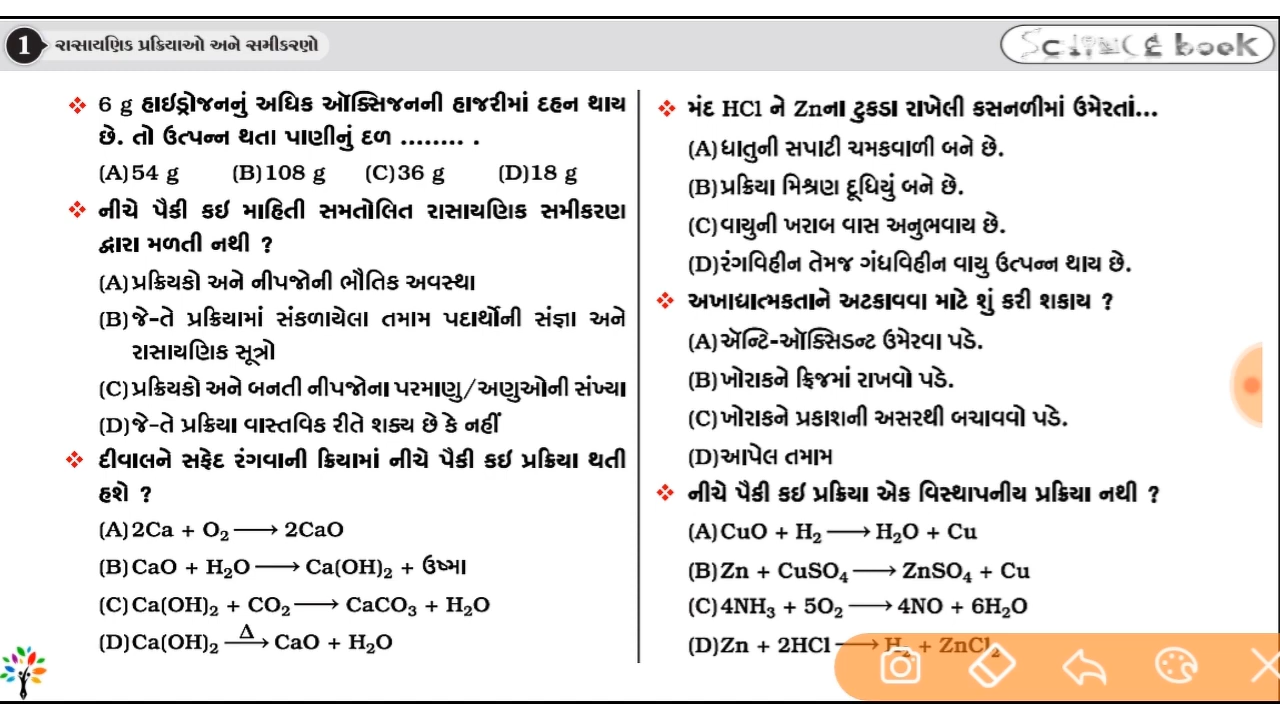 1 રાસાયણિક પ્રક્રિયાઓ અને સમીકરણો
book
❖ 6 g હાઇડ્રોજનનું અધિક ઑક્સિજનની હાજરીમાં દહન થાય
છે. તો ઉત્પન્ન થતા પાણીનું દળ ........ .
(A) 54 g (B) 108 g (C) 36 g (D) 18 g
❖ નીચે પૈકી કઇ માહિતી સમતોલિત રાસાયણિક સમીકરણ
દ્વારા મળતી નથી ?
(A) પ્રક્રિયકો અને નીપજોની ભૌતિક અવસ્થા
(B) જે-તે પ્રક્રિયામાં સંકળાયેલા તમામ પદાર્થોની સંજ્ઞા અને
રાસાયણિક સૂત્રો
(C) પ્રક્રિયકો અને બનતી નીપજોના પરમાણુ/અણુઓની સંખ્યા
(D) જે-તે પ્રક્રિયા વાસ્તવિક રીતે શક્ય છે કે નહીં
❖ દીવાલને સફેદ રંગવાની ક્રિયામાં નીચે પૈકી કઇ પ્રક્રિયા થતી
હશે ?
(A) 2Ca + O₂ ⟶ 2CaO
(B) CaO + H₂O ⟶ Ca(OH)₂ + ઉષ્મા
(C) Ca(OH)₂ + CO₂ ⟶ CaCO₃ + H₂O
(D) Ca(OH)₂ —Δ→ CaO + H₂O
❖ મંદ HCl ને Znના ટુકડા રાખેલી કસનળીમાં ઉમેરતાં...
(A) ધાતુની સપાટી ચમકવાળી બને છે.
(B) પ્રક્રિયા મિશ્રણ દૂધિયું બને છે.
(C) વાયુની ખરાબ વાસ અનુભવાય છે.
(D) રંગવિહીન તેમજ ગંધવિહીન વાયુ ઉત્પન્ન થાય છે.
❖ અખાદ્યાત્મકતાને અટકાવવા માટે શું કરી શકાય ?
(A) ઍન્ટિ-ઑક્સિડન્ટ ઉમેરવા પડે.
(B) ખોરાકને ફ્રિજમાં રાખવો પડે.
(C) ખોરાકને પ્રકાશની અસરથી બચાવવો પડે.
(D) આપેલ તમામ
❖ નીચે પૈકી કઇ પ્રક્રિયા એક વિસ્થાપનીય પ્રક્રિયા નથી ?
(A) CuO + H₂ ⟶ H₂O + Cu
(B) Zn + CuSO₄ ⟶ ZnSO₄ + Cu
(C) 4NH₃ + 5O₂ ⟶ 4NO + 6H₂O
(D) Zn + 2HCl ⟶ H₂ + ZnCl₂